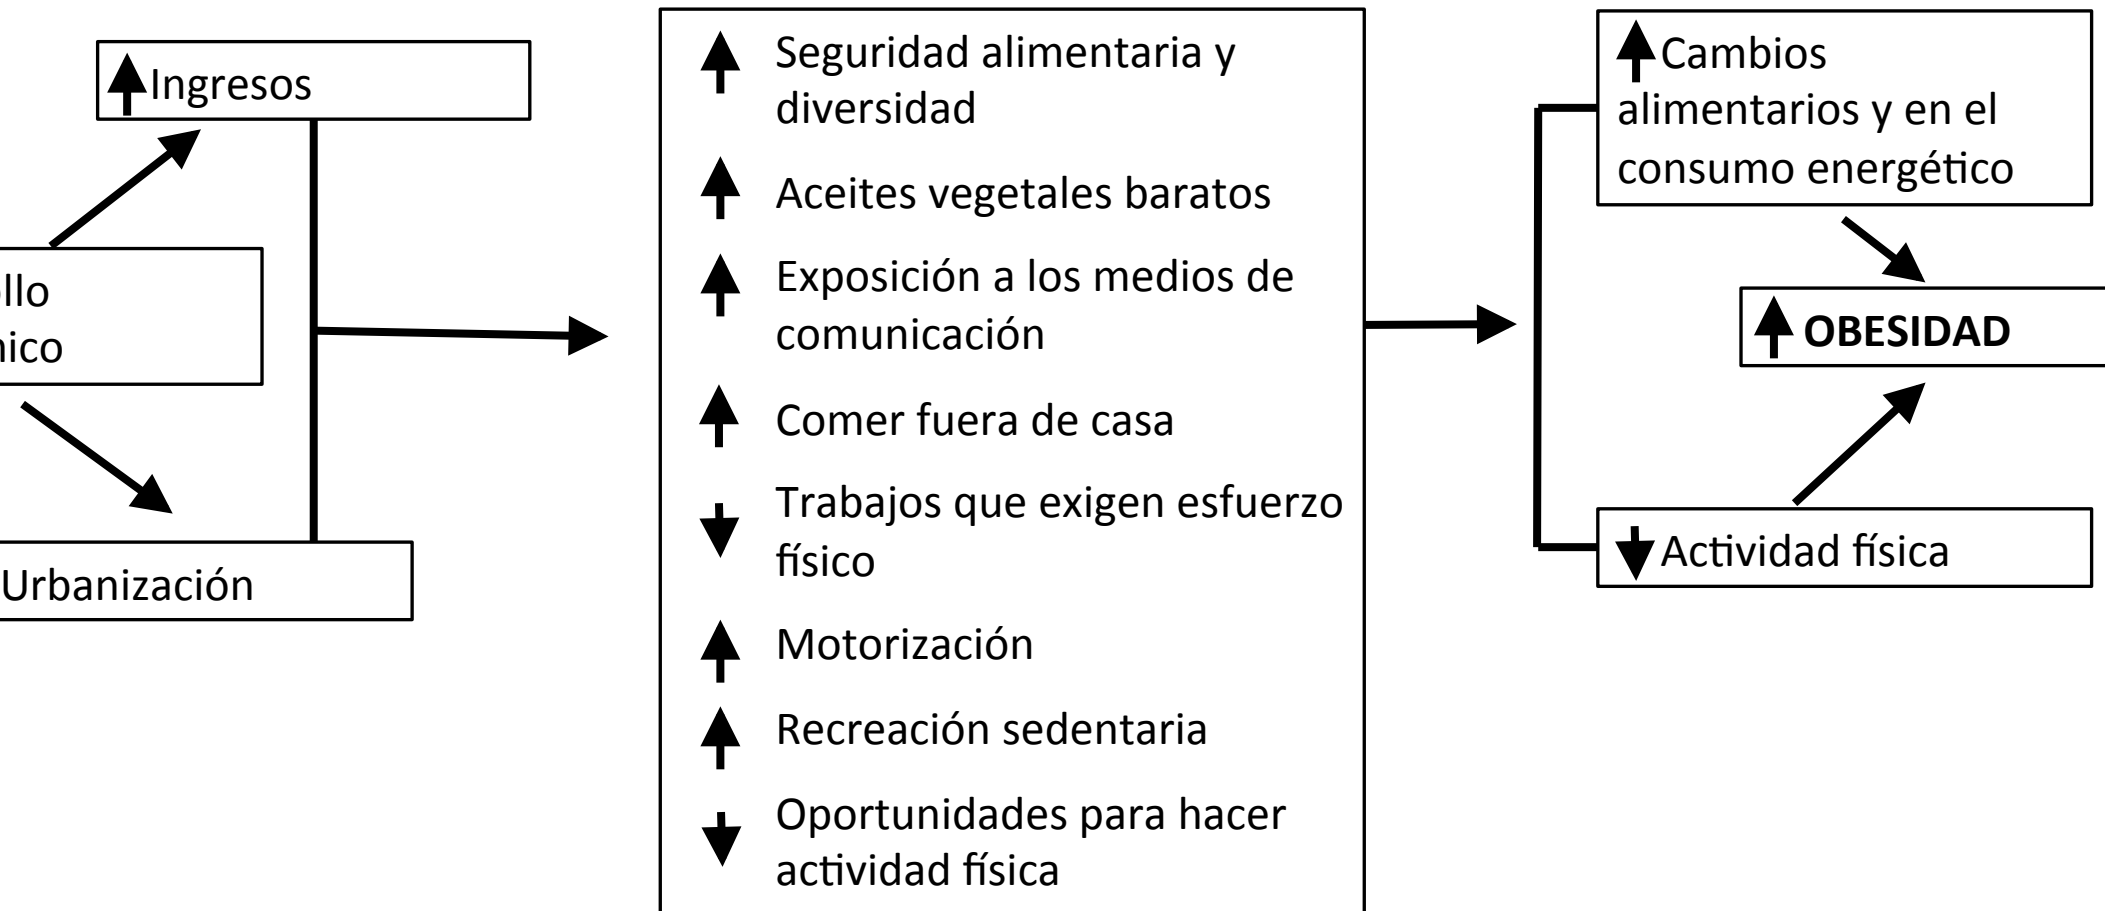 Ingresos
llo
nico
Urbanización
Seguridad alimentaria y
diversidad
Aceites vegetales baratos
Exposición a los medios de
comunicación
Comer fuera de casa
Trabajos que exigen esfuerzo
físico
Motorización
Recreación sedentaria
Oportunidades para hacer
actividad física
Cambios
alimentarios y en el
consumo energético
OBESIDAD
Actividad física